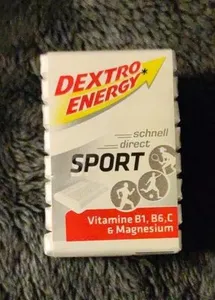 DEXTRO
ENERGY
schnell
direct
SPORT
Vitamine B1, B6, C
& Magnesium